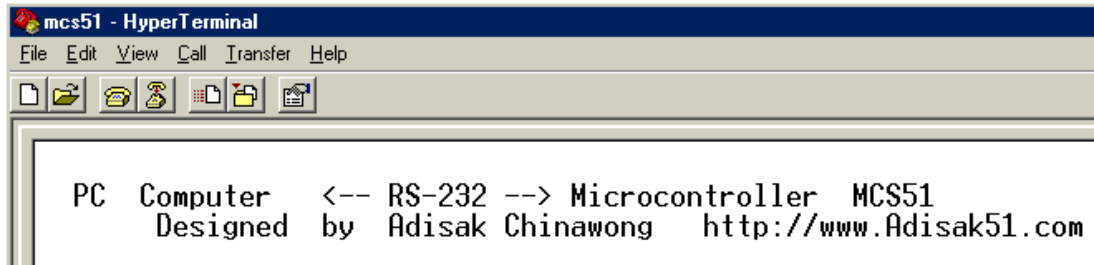 mcs51 - HyperTerminal
File Edit View Call Transfer Help
PC Computer <-- RS-232 --> Microcontroller MCS51
Designed by Adisak Chinawong http://www.Adisak51.com